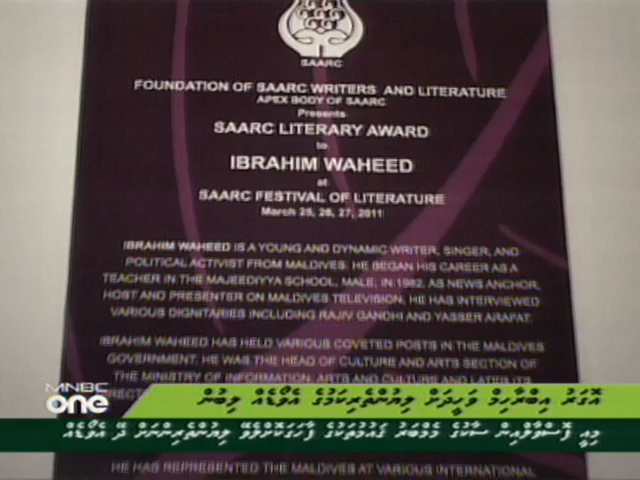 SAARC
FOUNDATION OF SAARC WRITERS AND LITERATURE
APEX BODY OF SAARC
Presents
SAARC LITERARY AWARD
to
IBRAHIM WAHEED
at
SAARC FESTIVAL OF LITERATURE
March 25, 26, 27, 2011
IBRAHIM WAHEED IS A YOUNG AND DYNAMIC WRITER, SINGER, AND
POLITICAL ACTIVIST FROM MALDIVES. HE BEGAN HIS CAREER AS A
TEACHER IN THE MAJEEDIYYA SCHOOL, MALE, IN 1982. AS NEWS ANCHOR,
HOST AND PRESENTER ON MALDIVES TELEVISION, HE HAS INTERVIEWED
VARIOUS DIGNITARIES INCLUDING RAJIV GANDHI AND YASSER ARAFAT.
IBRAHIM WAHEED HAS HELD VARIOUS COVETED POSTS IN THE MALDIVES
GOVERNMENT. HE WAS THE HEAD OF CULTURE AND ARTS SECTION OF
THE MINISTRY OF INFORMATION, ARTS AND CULTURE AND LATER ITS
MNBC
one
އޮގަރު އިބްރާހިމް ވަހީދަށް ލިޔުންތެރިކަމުގެ އެވޯޑެއް ލިބުން
މިއީ ފޮސްވާލްއިން ސާކުގެ މެމްބަރު ޤައުމުތަކުގެ ފާހަގަކޮށްލެވޭ ލިޔުންތެރިންނަށް ދޭ އެވޯޑެއް
HE HAS REPRESENTED THE MALDIVES AT VARIOUS INTERNATIONAL